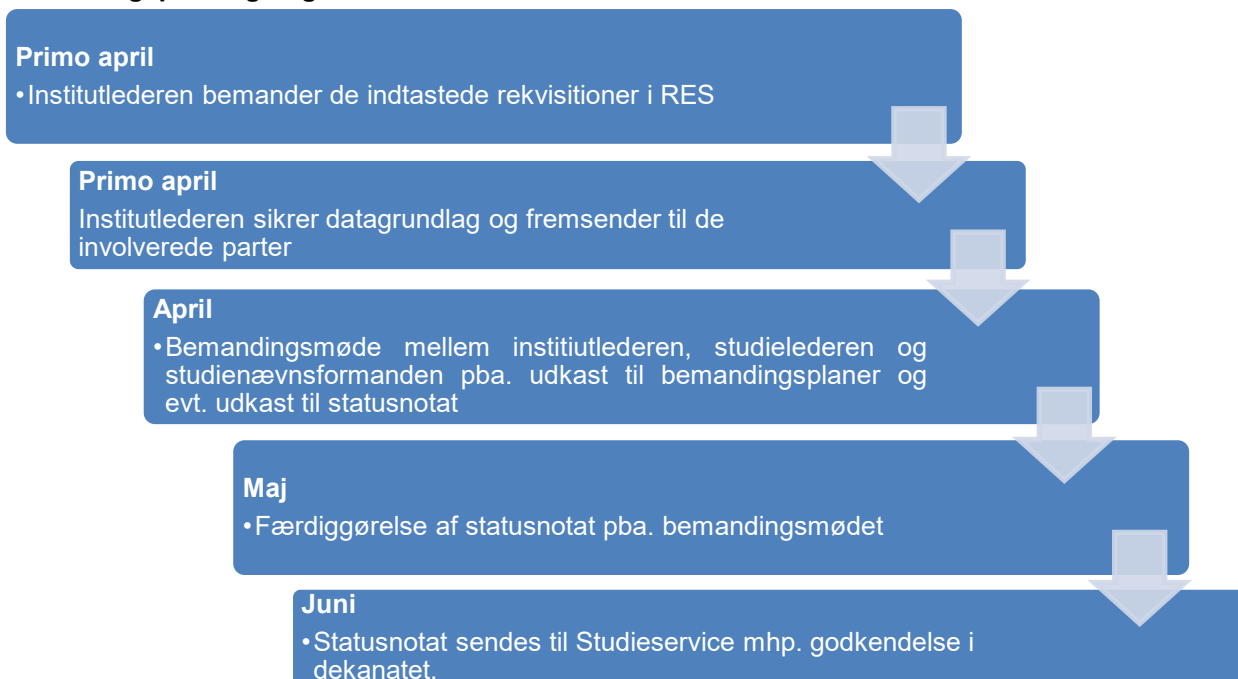 Primo april
•Institutlederen bemander de indtastede rekvisitioner i RES
Primo april
Institutlederen sikrer datagrundlag og fremsender til de
involverede parter
April
•Bemandingsmøde mellem institiutlederen, studielederen og
studienævnsformanden pba. udkast til bemandingsplaner og
evt. udkast til statusnotat
Maj
•Færdiggørelse af statusnotat pba. bemandingsmødet
Juni
•Statusnotat sendes til Studieservice mhp. godkendelse i
dekanatet.